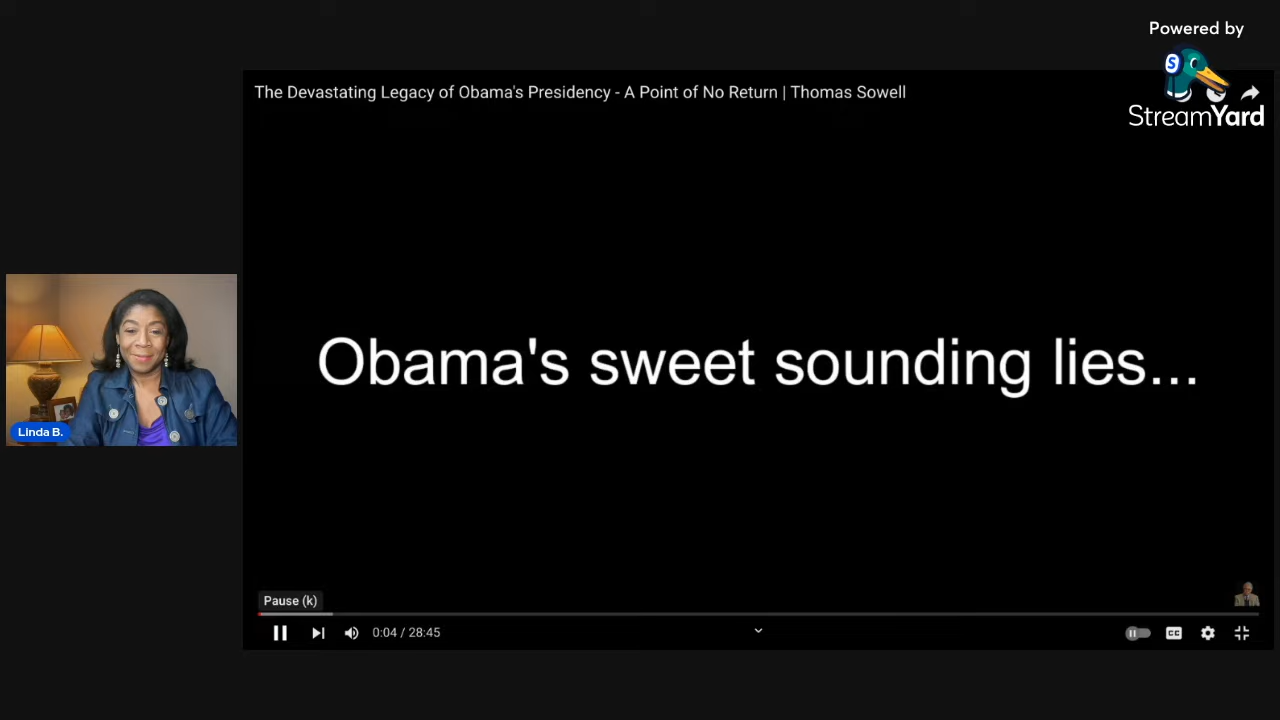 Powered by
StreamYard
The Devastating Legacy of Obama's Presidency - A Point of No Return | Thomas Sowell
Obama's sweet sounding lies...
Linda B.
Pause (k)
0:04 / 28:45
CC